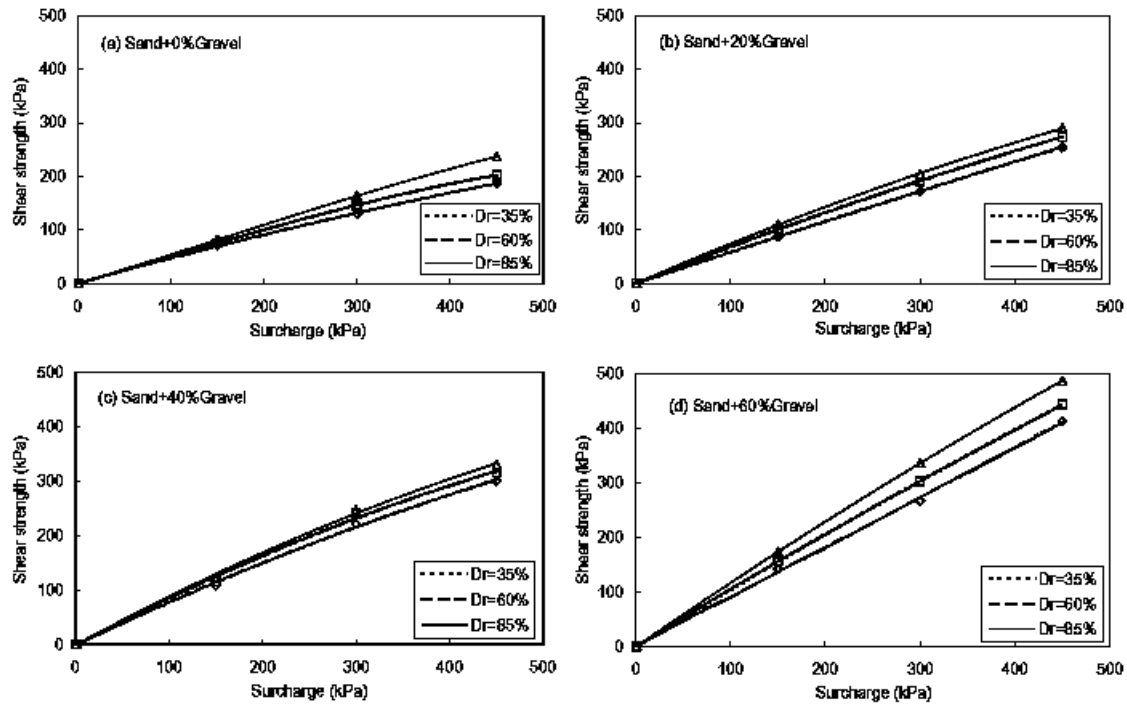 (a) Sand+0%Gravel
Shear strength (kPa)
500
400
300
200
100
0
Dr=35%
Dr=60%
Dr=85%
0 100 200 300 400 500
Surcharge (kPa)
(b) Sand+20%Gravel
Shear strength (kPa)
500
400
300
200
100
0
Dr=35%
Dr=60%
Dr=85%
0 100 200 300 400 500
Surcharge (kPa)
(c) Sand+40%Gravel
Shear strength (kPa)
500
400
300
200
100
0
Dr=35%
Dr=60%
Dr=85%
0 100 200 300 400 500
Surcharge (kPa)
(d) Sand+60%Gravel
Shear strength (kPa)
500
400
300
200
100
0
Dr=35%
Dr=60%
Dr=85%
0 100 200 300 400 500
Surcharge (kPa)